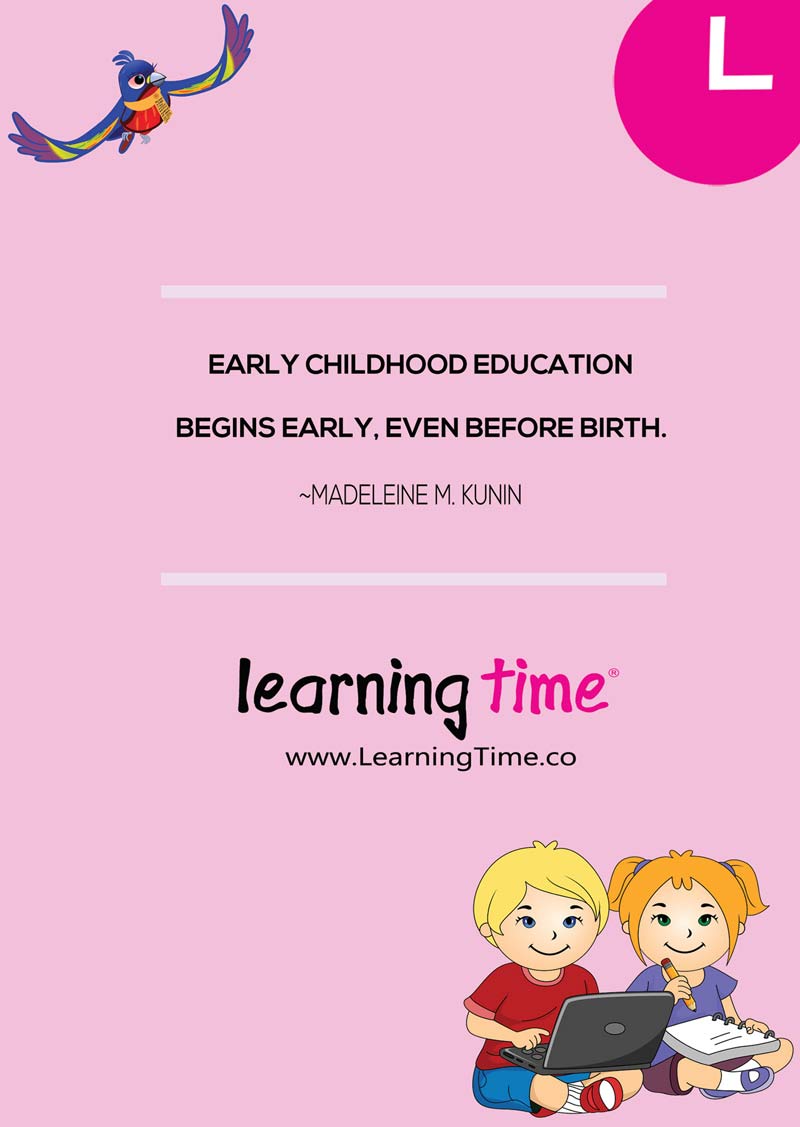 L
EARLY CHILDHOOD EDUCATION
BEGINS EARLY, EVEN BEFORE BIRTH.
~MADELEINE M. KUNIN
learning time®
www.LearningTime.co